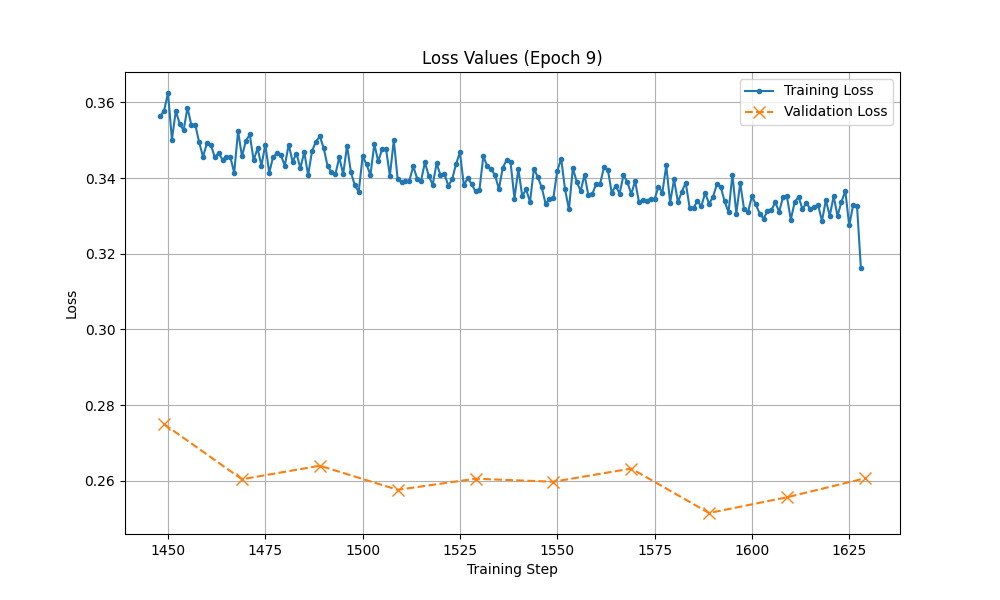 Loss Values (Epoch 9)
Training Loss
Validation Loss
0.36
0.34
0.32
0.30
0.28
0.26
Loss
1450
1475
1500
1525
1550
1575
1600
1625
Training Step